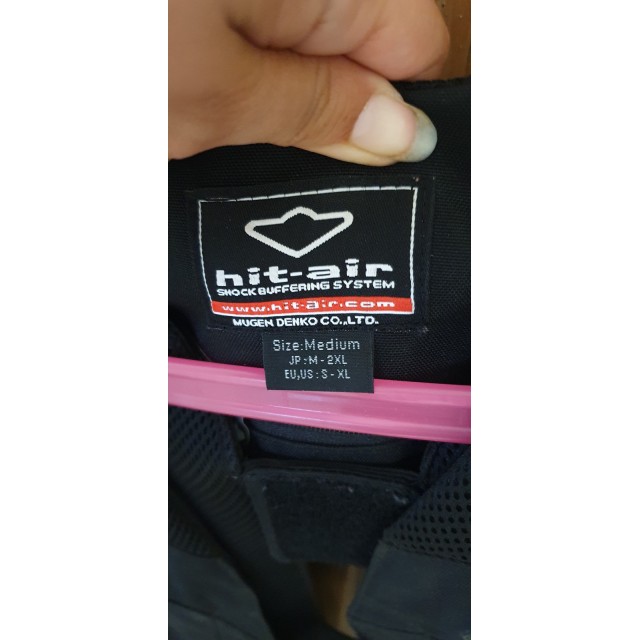 hit-air
SHOCK BUFFERING SYSTEM
www.hit-air.com
MUGEN DENKO CO.,LTD.
Size:Medium
JP:M-2XL
EU,US:S-XL